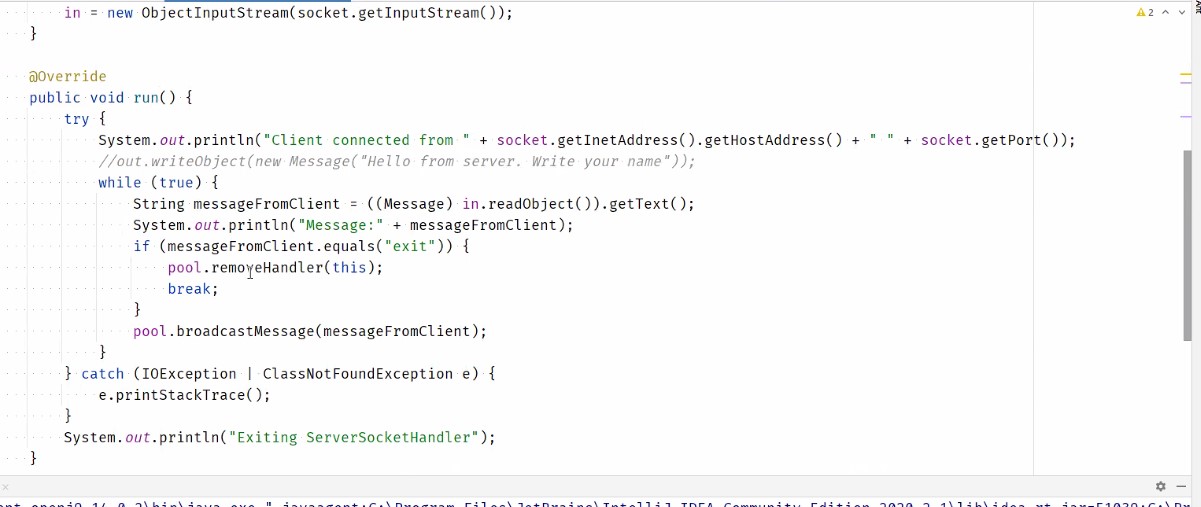 in = new ObjectInputStream(socket.getInputStream());
}
2
@Override
public void run() {
try {
System.out.println("Client connected from " + socket.getInetAddress().getHostAddress() + " " + socket.getPort());
//out.writeObject(new Message("Hello from server. Write your name"));
while (true) {
String messageFromClient = ((Message) in.readObject()).getText();
System.out.println("Message:" + messageFromClient);
if (messageFromClient.equals("exit")) {
pool.removeHandler(this);
break;
}
pool.broadcastMessage(messageFromClient);
}
} catch (IOException | ClassNotFoundException e) {
e.printStackTrace();
}
System.out.println("Exiting ServerSocketHandler");
}